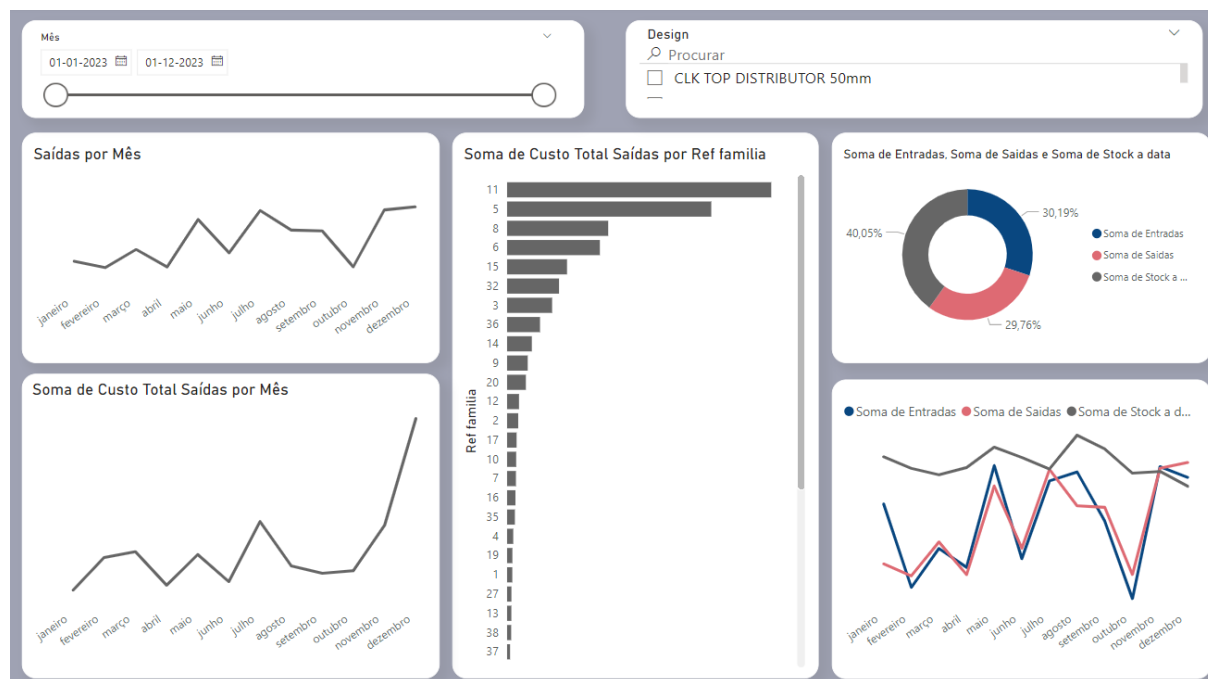 Mês
01-01-2023
01-12-2023
Design
Procurar
CLK TOP DISTRIBUTOR 50mm
Saídas por Mês
janeiro
fevereiro
março
abril
maio
junho
julho
agosto
setembro
outubro
novembro
dezembro
Soma de Custo Total Saídas por Mês
janeiro
fevereiro
março
abril
maio
junho
julho
agosto
setembro
outubro
novembro
dezembro
Soma de Custo Total Saídas por Ref familia
Ref familia
11
5
8
6
15
32
3
36
14
9
20
12
2
17
10
7
16
35
4
19
1
27
13
38
37
Soma de Entradas, Soma de Saidas e Soma de Stock a data
30,19%
40,05%
29,76%
Soma de Entradas
Soma de Saidas
Soma de Stock a ...
Soma de Entradas Soma de Saidas Soma de Stock a d...
janeiro
fevereiro
março
abril
maio
junho
julho
agosto
setembro
outubro
novembro
dezembro